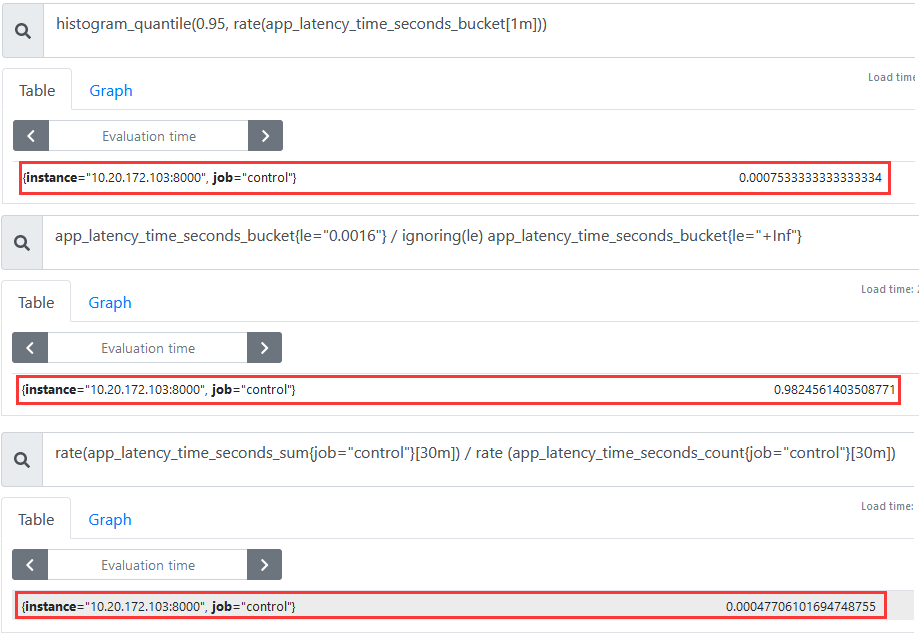 histogram_quantile(0.95, rate(app_latency_time_seconds_bucket[1m]))
Load time
Table Graph
Evaluation time
{instance="10.20.172.103:8000", job="control"} 0.0007533333333333334
app_latency_time_seconds_bucket{le="0.0016"} / ignoring(le) app_latency_time_seconds_bucket{le="+Inf"}
Load time: 2
Table Graph
Evaluation time
{instance="10.20.172.103:8000", job="control"} 0.9824561403508771
rate(app_latency_time_seconds_sum{job="control"}[30m]) / rate (app_latency_time_seconds_count{job="control"}[30m])
Load time:
Table Graph
Evaluation time
{instance="10.20.172.103:8000", job="control"} 0.00047706101694748755